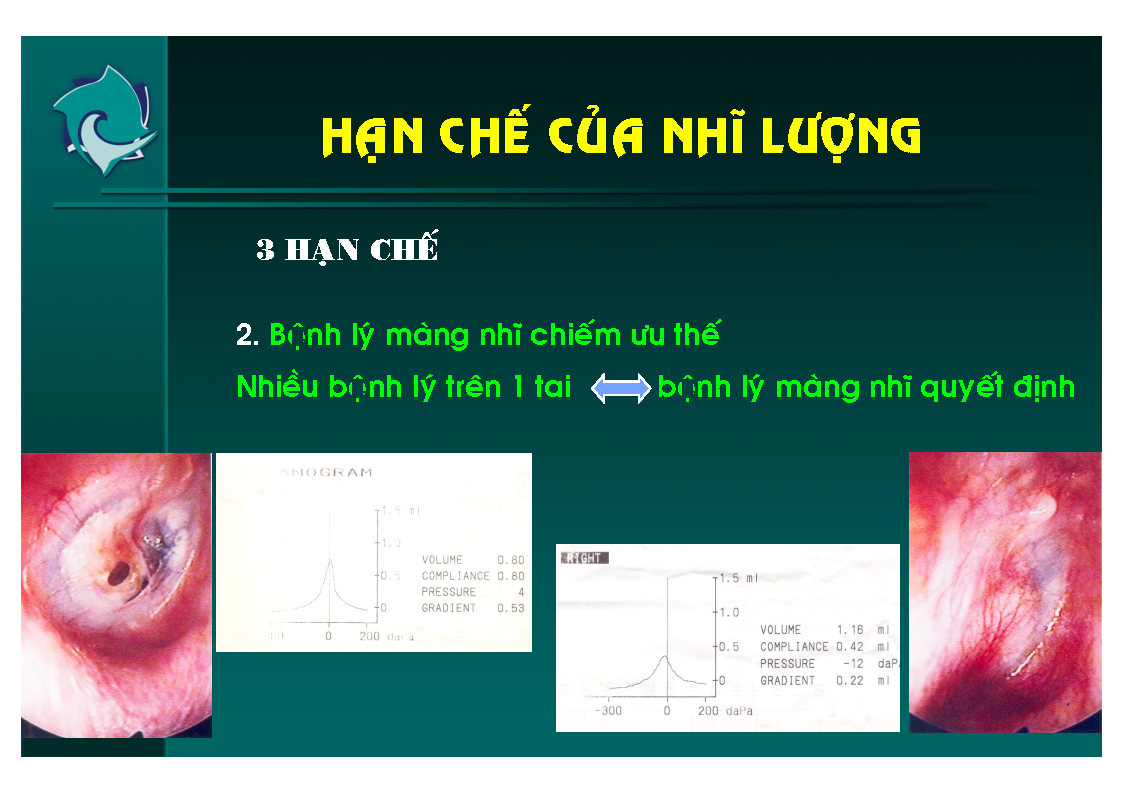 HẠN CHẾ CỦA NHĨ LƯỢNG
3 HẠN CHẾ
2. Bệnh lý màng nhĩ chiếm ưu thế
Nhiều bệnh lý trên 1 tai bệnh lý màng nhĩ quyết định
ANOGRAM
1.5 ml
1.0
0.5
0
VOLUME 0.80
COMPLIANCE 0.80
PRESSURE 4
GRADIENT 0.53
0 200 daPa
RIGHT
1.5 ml
1.0
0.5
0
VOLUME 1.16 ml
COMPLIANCE 0.42 ml
PRESSURE -12 daPa
GRADIENT 0.22 ml
-300 0 200 daPa